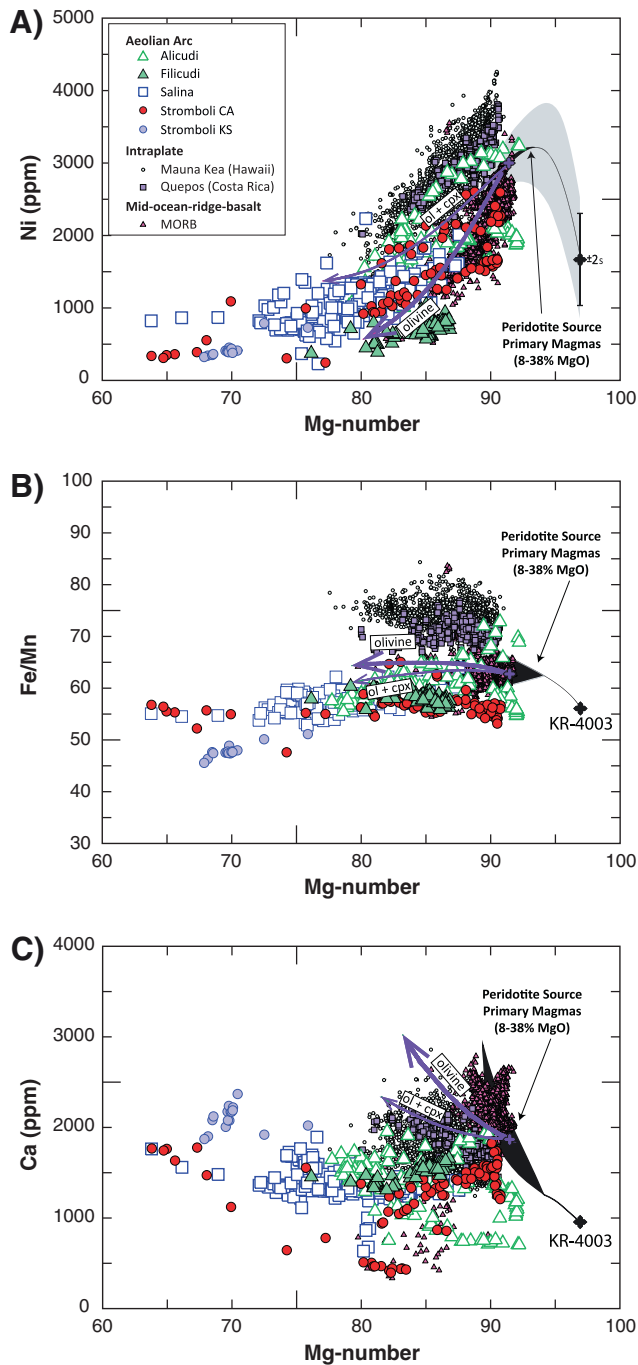 A)
5000
4000
3000
2000
1000
0
Ni (ppm)
Aeolian Arc
Alicudi
Filicudi
Salina
Stromboli CA
Stromboli KS
Intraplate
Mauna Kea (Hawaii)
Quepos (Costa Rica)
Mid-ocean-ridge-basalt
MORB
ol + cpx
olivine
±2s
Peridotite Source
Primary Magmas
(8-38% MgO)
60 70 80 90 100
Mg-number
B)
100
90
80
70
60
50
40
30
Fe/Mn
Peridotite Source
Primary Magmas
(8-38% MgO)
olivine
ol + cpx
KR-4003
60 70 80 90 100
Mg-number
C)
4000
3000
2000
1000
0
Ca (ppm)
Peridotite Source
Primary Magmas
(8-38% MgO)
olivine
ol + cpx
KR-4003
60 70 80 90 100
Mg-number